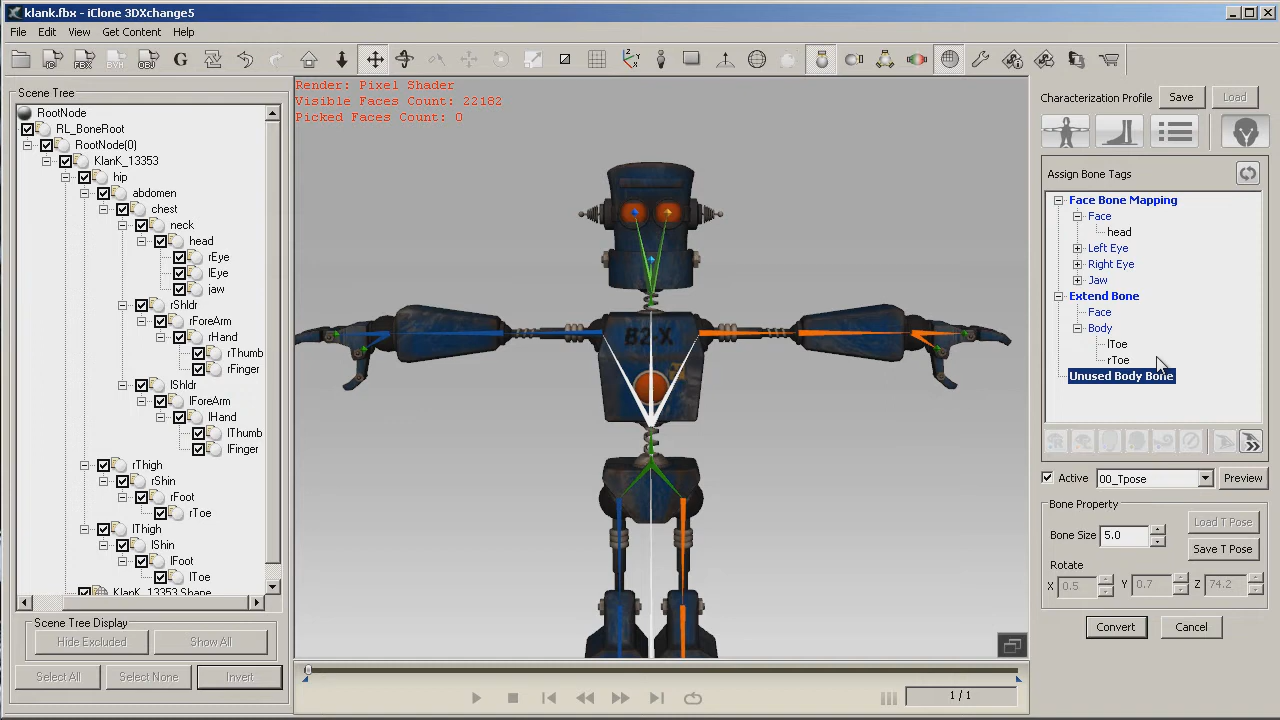 klank.fbx - iClone 3DXchange5
File Edit View Get Content Help
FBX BVH OBJ G
Scene Tree
RootNode
RL_BoneRoot
RootNode(0)
KlanK_13353
hip
abdomen
chest
neck
head
rEye
lEye
jaw
rShldr
rForeArm
rHand
rThumb
rFinger
lShldr
lForeArm
lHand
lThumb
lFinger
rThigh
rShin
rFoot
rToe
lThigh
lShin
lFoot
lToe
KlanK_13353.Shape
Scene Tree Display
Hide Excluded Show All
Select All Select None Invert
Render: Pixel Shader
Visible Faces Count: 22182
Picked Faces Count: 0
1 / 1
Characterization Profile Save Load
Assign Bone Tags
Face Bone Mapping
Face
head
Left Eye
Right Eye
Jaw
Extend Bone
Face
Body
lToe
rToe
Unused Body Bone
Active 00_Tpose Preview
Bone Property
Bone Size 5.0 Load T Pose
Save T Pose
Rotate
X 0.5 Y 0.7 Z 74.2
Convert Cancel